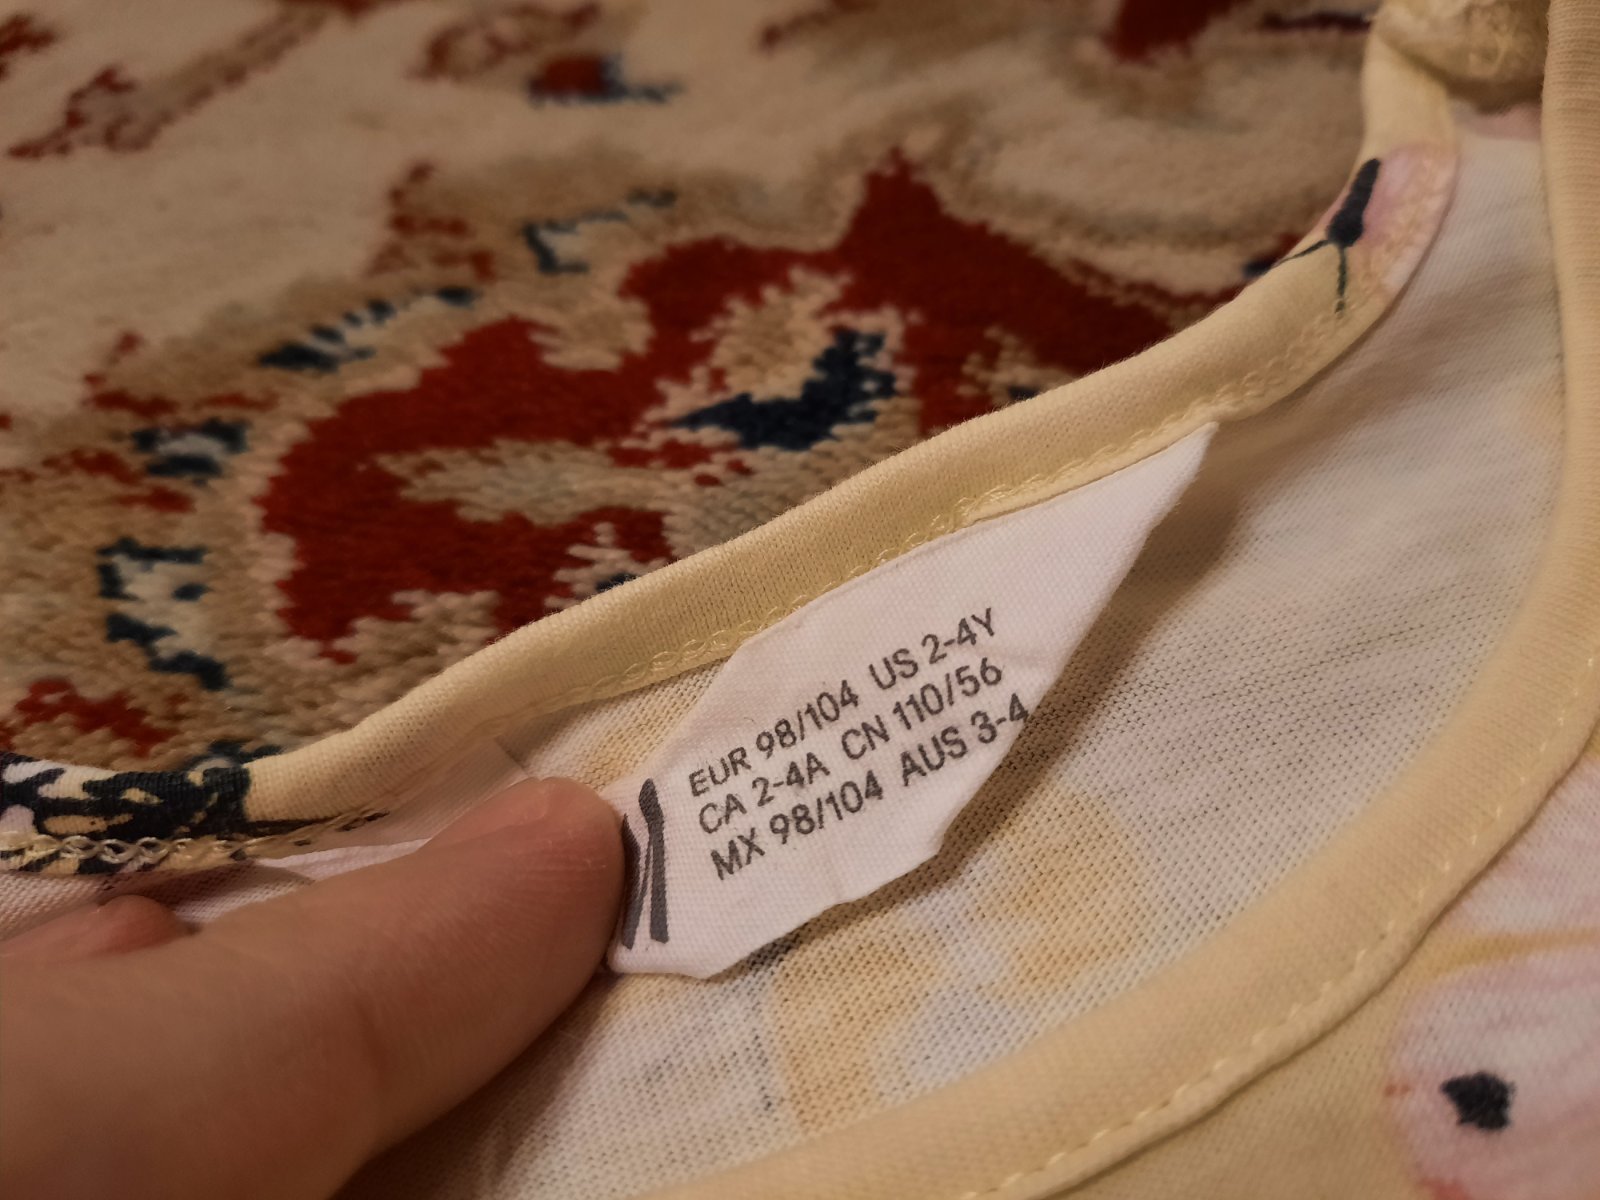 EUR 98/104 US 2-4Y
CA 2-4A CN 110/56
MX 98/104 AUS 3-4